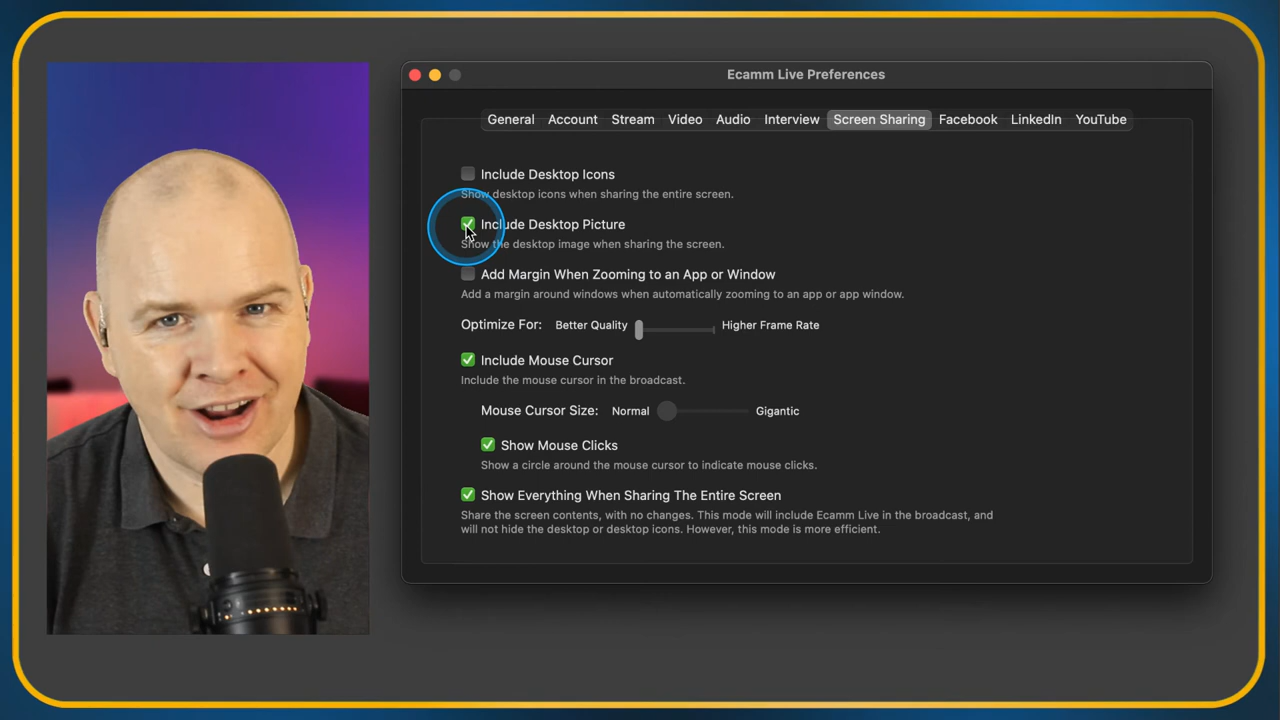 Ecamm Live Preferences
General Account Stream Video Audio Interview Screen Sharing Facebook LinkedIn YouTube
Include Desktop Icons
Show desktop icons when sharing the entire screen.
Include Desktop Picture
Show the desktop image when sharing the screen.
Add Margin When Zooming to an App or Window
Add a margin around windows when automatically zooming to an app or app window.
Optimize For: Better Quality Higher Frame Rate
Include Mouse Cursor
Include the mouse cursor in the broadcast.
Mouse Cursor Size: Normal Gigantic
Show Mouse Clicks
Show a circle around the mouse cursor to indicate mouse clicks.
Show Everything When Sharing The Entire Screen
Share the screen contents, with no changes. This mode will include Ecamm Live in the broadcast, and
will not hide the desktop or desktop icons. However, this mode is more efficient.